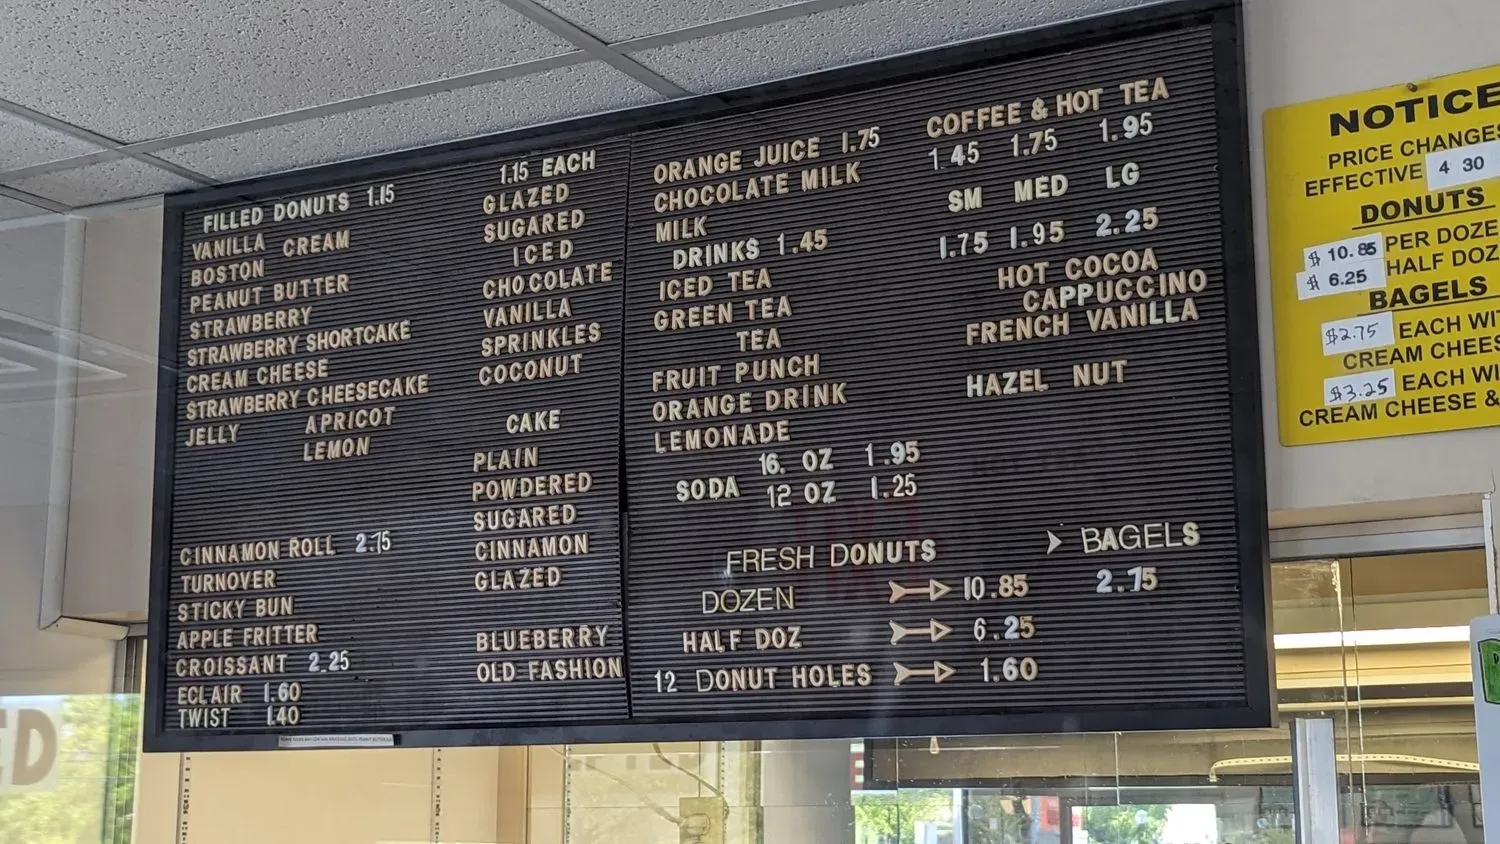 FILLED DONUTS 1.15
VANILLA CREAM
BOSTON
PEANUT BUTTER
STRAWBERRY
STRAWBERRY SHORTCAKE
CREAM CHEESE
STRAWBERRY CHEESECAKE
JELLY APRICOT
LEMON
CINNAMON ROLL 2.75
TURNOVER
STICKY BUN
APPLE FRITTER
CROISSANT 2.25
ECLAIR 1.60
TWIST 1.40
1.15 EACH
GLAZED
SUGARED
ICED
CHOCOLATE
VANILLA
SPRINKLES
COCONUT
CAKE
PLAIN
POWDERED
SUGARED
CINNAMON
GLAZED
BLUEBERRY
OLD FASHION
ORANGE JUICE 1.75
CHOCOLATE MILK
MILK
DRINKS 1.45
ICED TEA
GREEN TEA
TEA
FRUIT PUNCH
ORANGE DRINK
LEMONADE
16. OZ 1.95
SODA 12 OZ 1.25
COFFEE & HOT TEA
1.45 1.75 1.95
SM MED LG
1.75 1.95 2.25
HOT COCOA
CAPPUCCINO
FRENCH VANILLA
HAZEL NUT
FRESH DONUTS
DOZEN 10.85
HALF DOZ 6.25
12 DONUT HOLES 1.60
BAGELS
2.75
NOTICE
PRICE CHANGES
EFFECTIVE 4 30
DONUTS
$ 10.85 PER DOZE
$ 6.25 HALF DOZ
BAGELS
$2.75 EACH WIT
CREAM CHEES
$3.25 EACH WI
CREAM CHEESE &